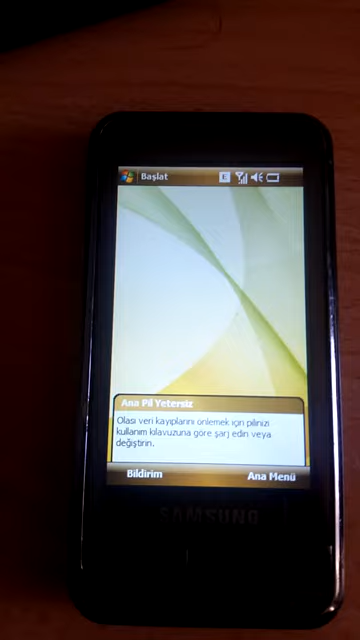 Başlat
E
Ana Pil Yetersiz
Olası veri kayıplarını önlemek için pilinizi
kullanım kılavuzuna göre şarj edin veya
değiştirin.
Bildirim
Ana Menü
SAMSUNG